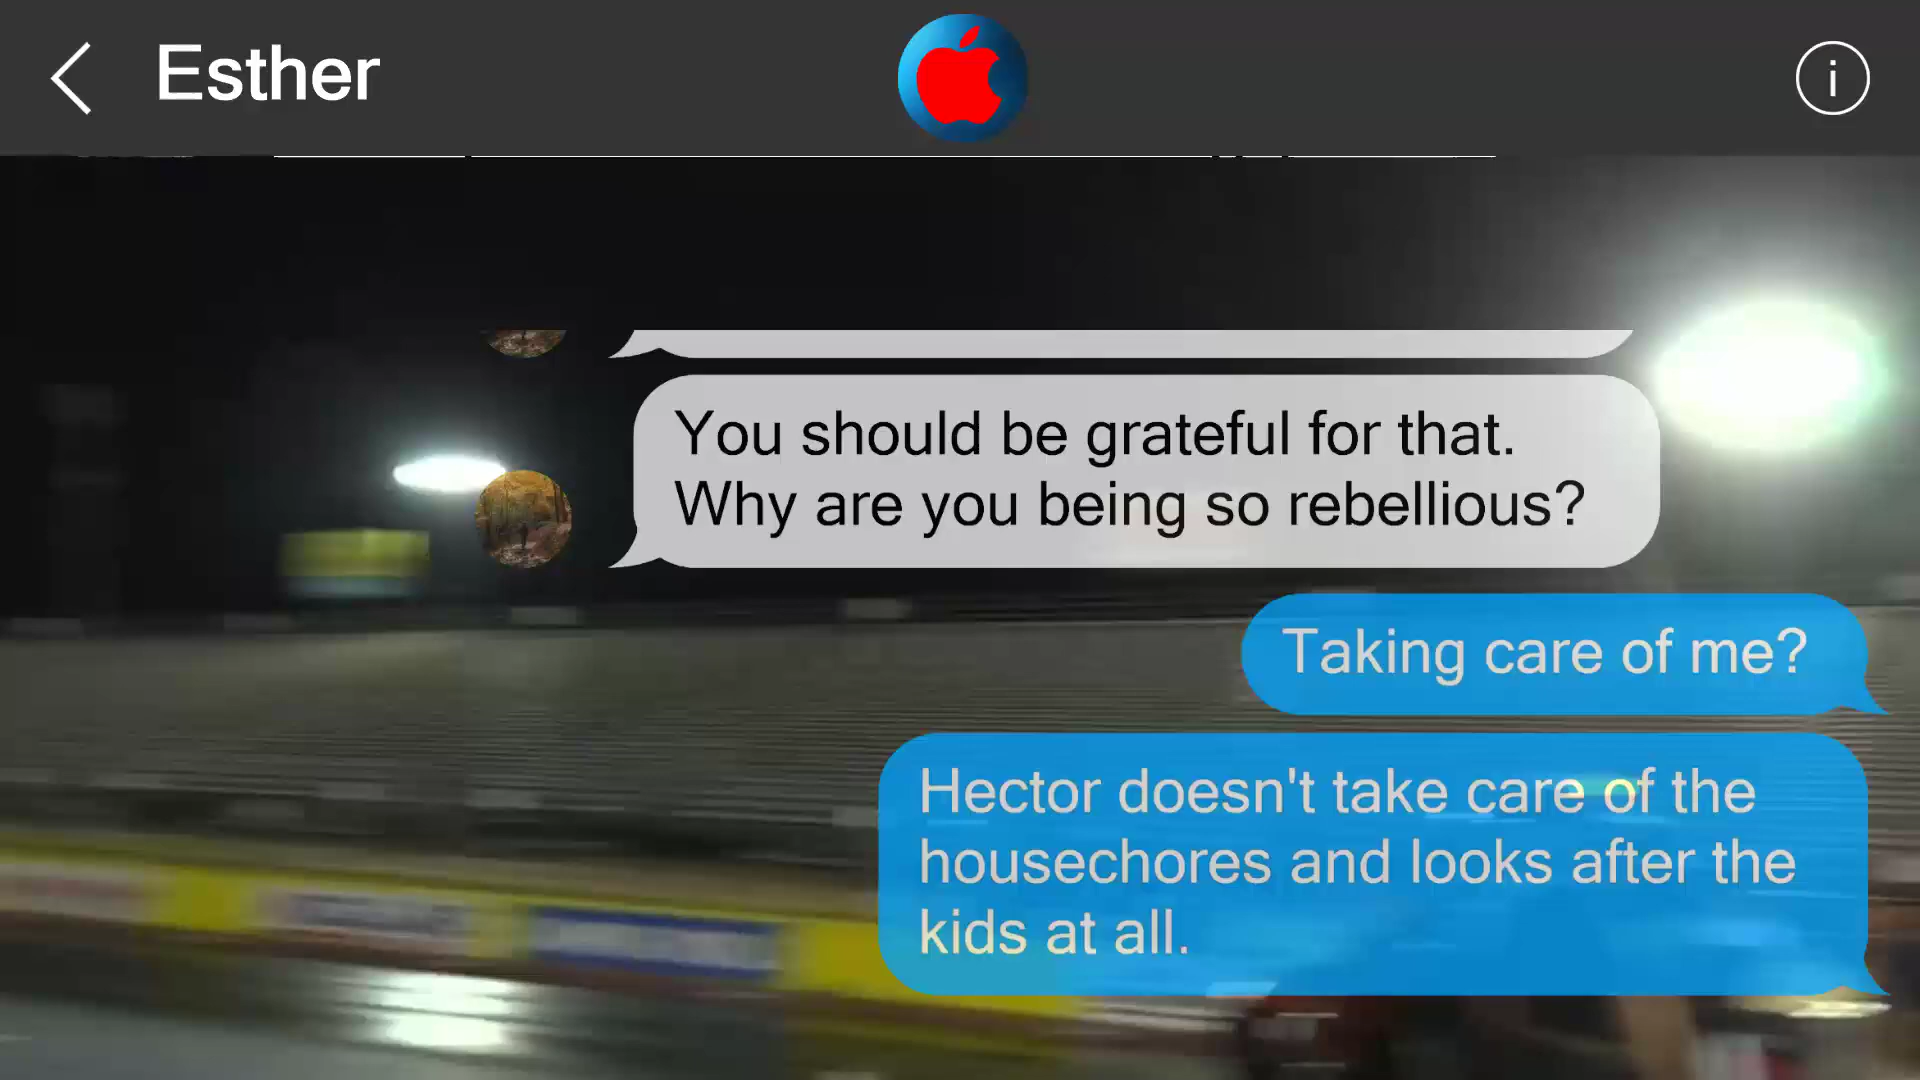 Esther
i
You should be grateful for that.
Why are you being so rebellious?
Taking care of me?
Hector doesn't take care of the
housechores and looks after the
kids at all.